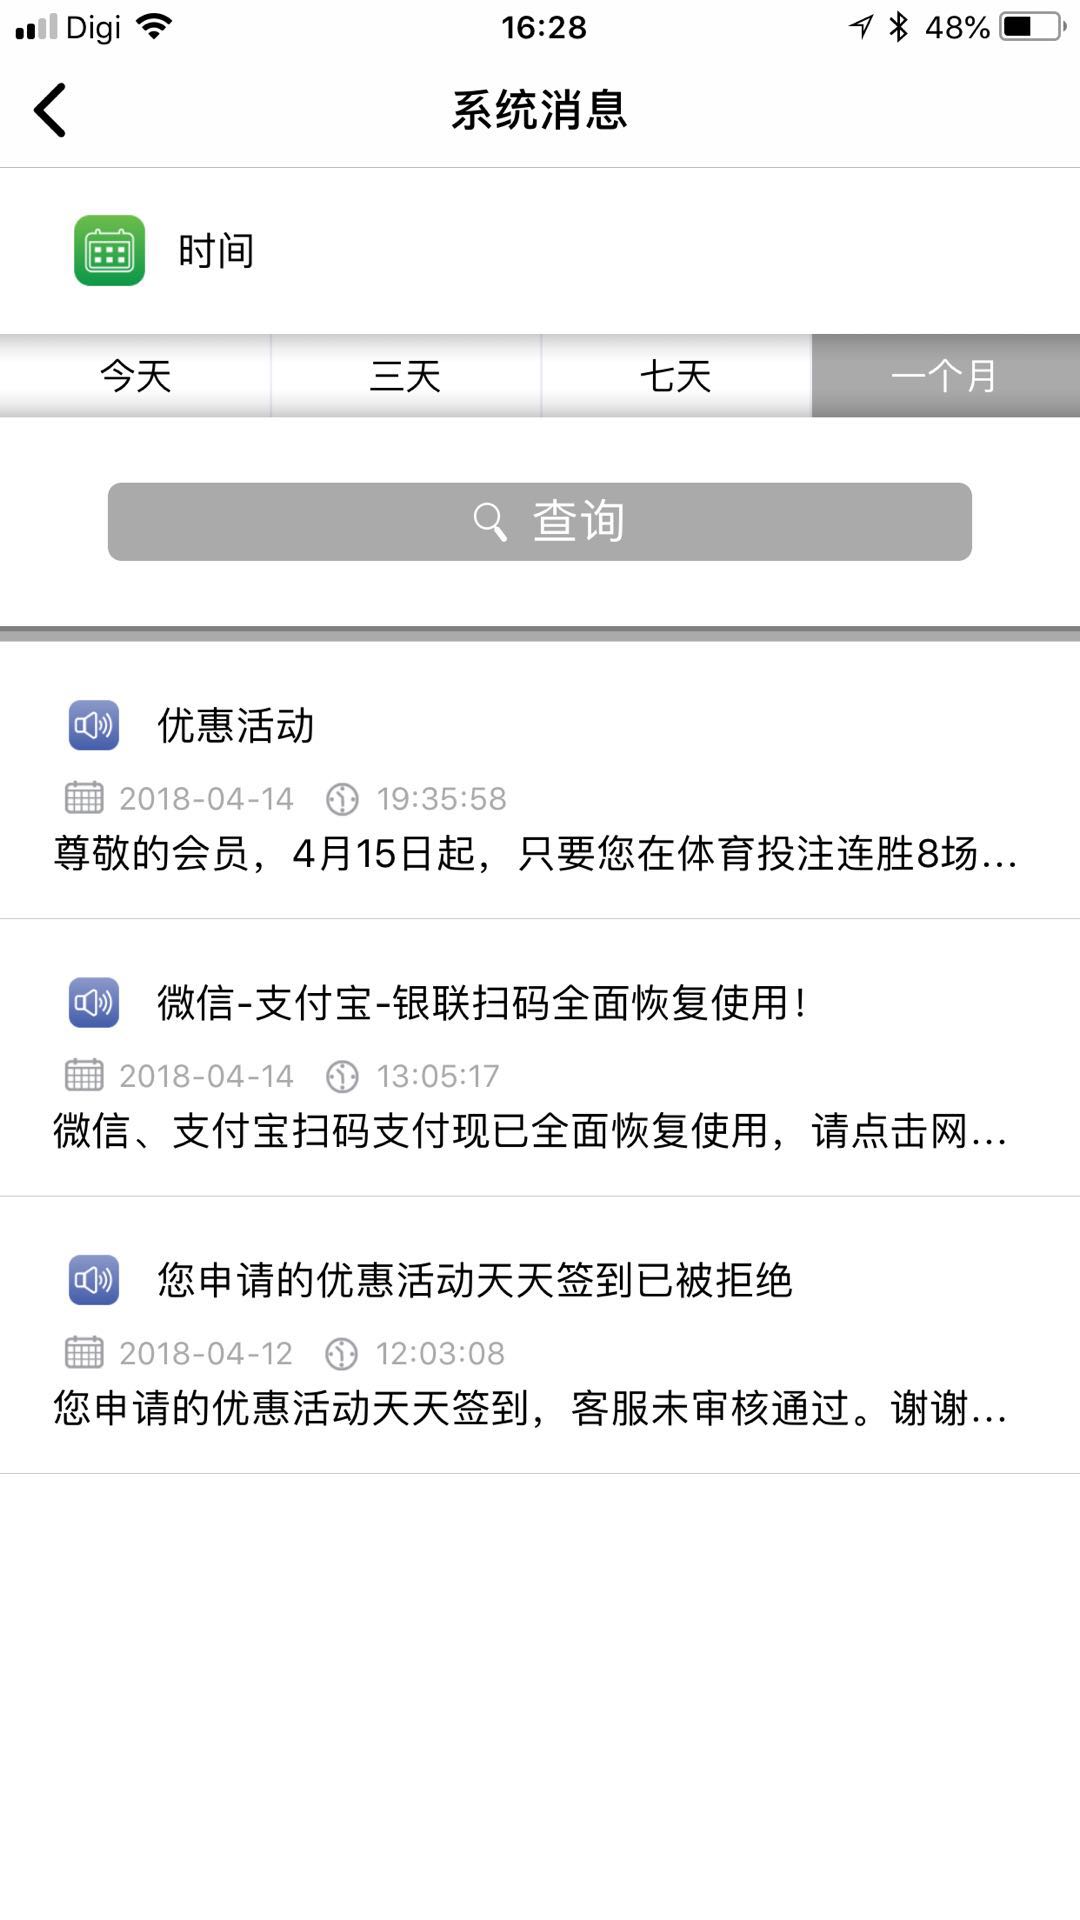 Digi 16:28 48%
系统消息
时间
今天 三天 七天 一个月
查询
优惠活动
2018-04-14 19:35:58
尊敬的会员，4月15日起，只要您在体育投注连胜8场...
微信-支付宝-银联扫码全面恢复使用！
2018-04-14 13:05:17
微信、支付宝扫码支付现已全面恢复使用，请点击网...
您申请的优惠活动天天签到已被拒绝
2018-04-12 12:03:08
您申请的优惠活动天天签到，客服未审核通过。谢谢...